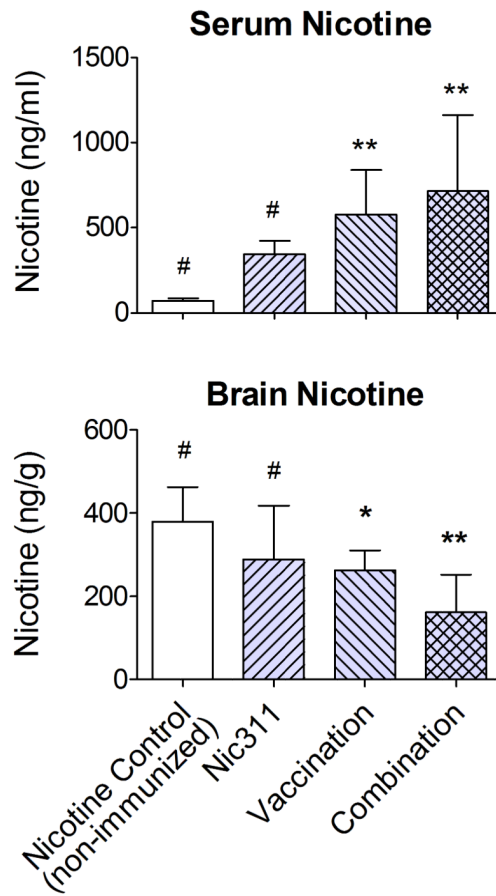 Serum Nicotine
Nicotine (ng/ml)
1500
1000
500
0
#
#
**
**
Brain Nicotine
Nicotine (ng/g)
600
400
200
0
#
#
*
**
Nicotine Control
(non-immunized)
Nic311
Vaccination
Combination